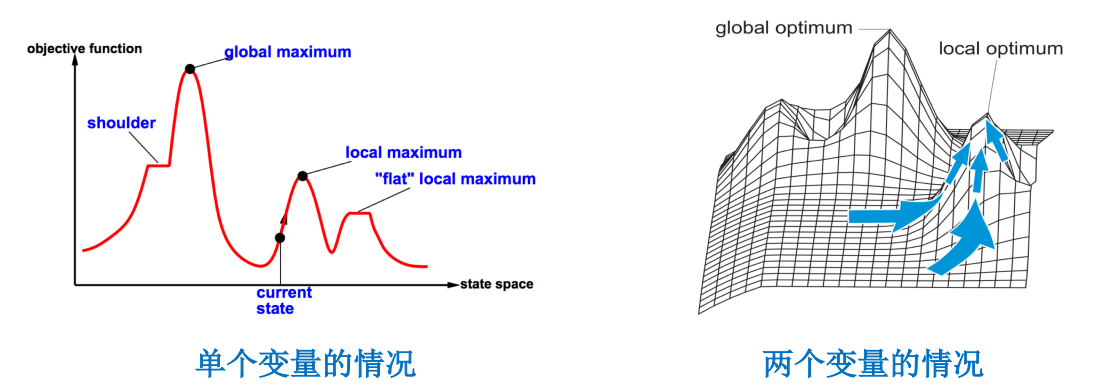 objective function
global maximum
shoulder
local maximum
"flat" local maximum
current
state
state space
单个变量的情况
global optimum
local optimum
两个变量的情况